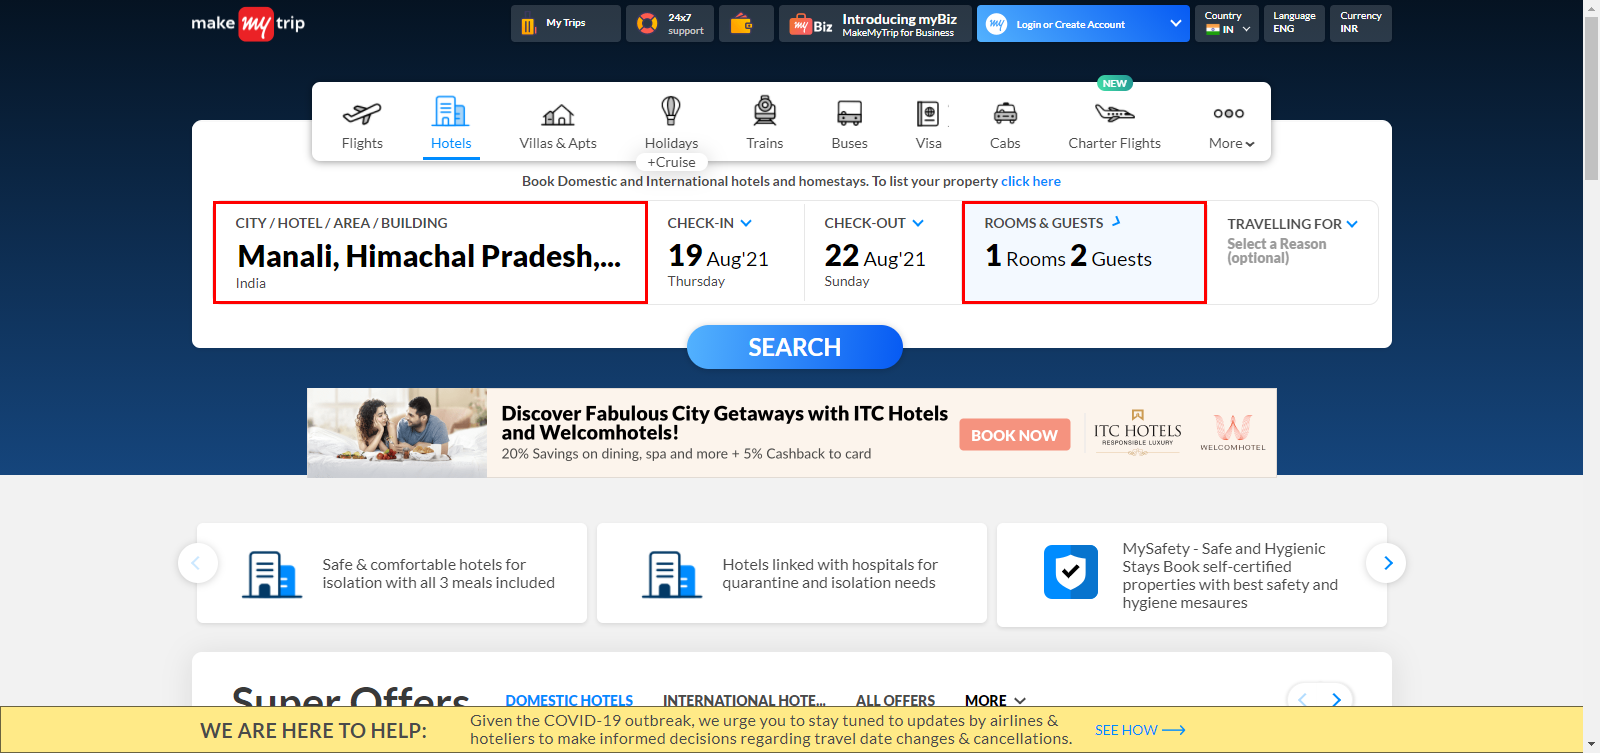 make my trip
My Trips
24x7
support
my Biz
Introducing myBiz
MakeMyTrip for Business
my
Login or Create Account
Country
IN
Language
ENG
Currency
INR
NEW
Flights
Hotels
Villas & Apts
Holidays
+Cruise
Trains
Buses
Visa
Cabs
Charter Flights
More
Book Domestic and International hotels and homestays. To list your property click here
CITY / HOTEL / AREA / BUILDING
Manali, Himachal Pradesh,...
India
CHECK-IN
19 Aug'21
Thursday
CHECK-OUT
22 Aug'21
Sunday
ROOMS & GUESTS
1 Rooms 2 Guests
TRAVELLING FOR
Select a Reason
(optional)
SEARCH
Discover Fabulous City Getaways with ITC Hotels
and Welcomhotels!
20% Savings on dining, spa and more + 5% Cashback to card
BOOK NOW
ITC HOTELS
RESPONSIBLE LUXURY
WELCOMHOTEL
Safe & comfortable hotels for
isolation with all 3 meals included
Hotels linked with hospitals for
quarantine and isolation needs
MySafety - Safe and Hygienic
Stays Book self-certified
properties with best safety and
hygiene mesaures
Super Offers
DOMESTIC HOTELS
INTERNATIONAL HOTE...
ALL OFFERS
MORE
WE ARE HERE TO HELP:
Given the COVID-19 outbreak, we urge you to stay tuned to updates by airlines &
hoteliers to make informed decisions regarding travel date changes & cancellations.
SEE HOW